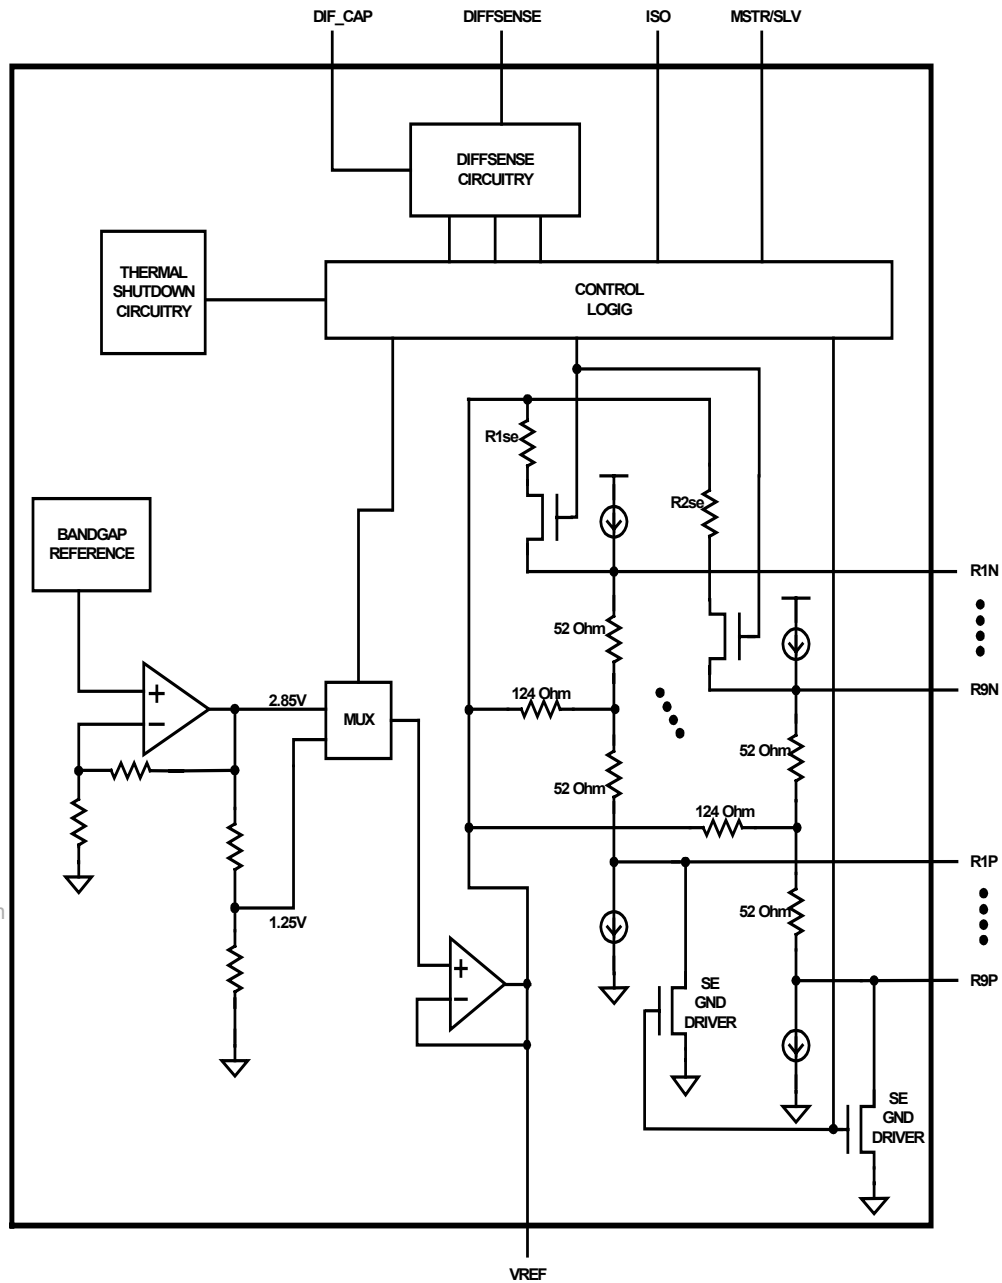 DIF_CAP
DIFFSENSE
ISO
MSTR/SLV
DIFFSENSE
CIRCUITRY
THERMAL
SHUTDOWN
CIRCUITRY
CONTROL
LOGIG
R1se
R2se
BANDGAP
REFERENCE
R1N
52 Ohm
R9N
124 Ohm
+
2.85V
MUX
−
52 Ohm
52 Ohm
124 Ohm
R1P
52 Ohm
1.25V
+
−
R9P
SE
GND
DRIVER
SE
GND
DRIVER
VREF